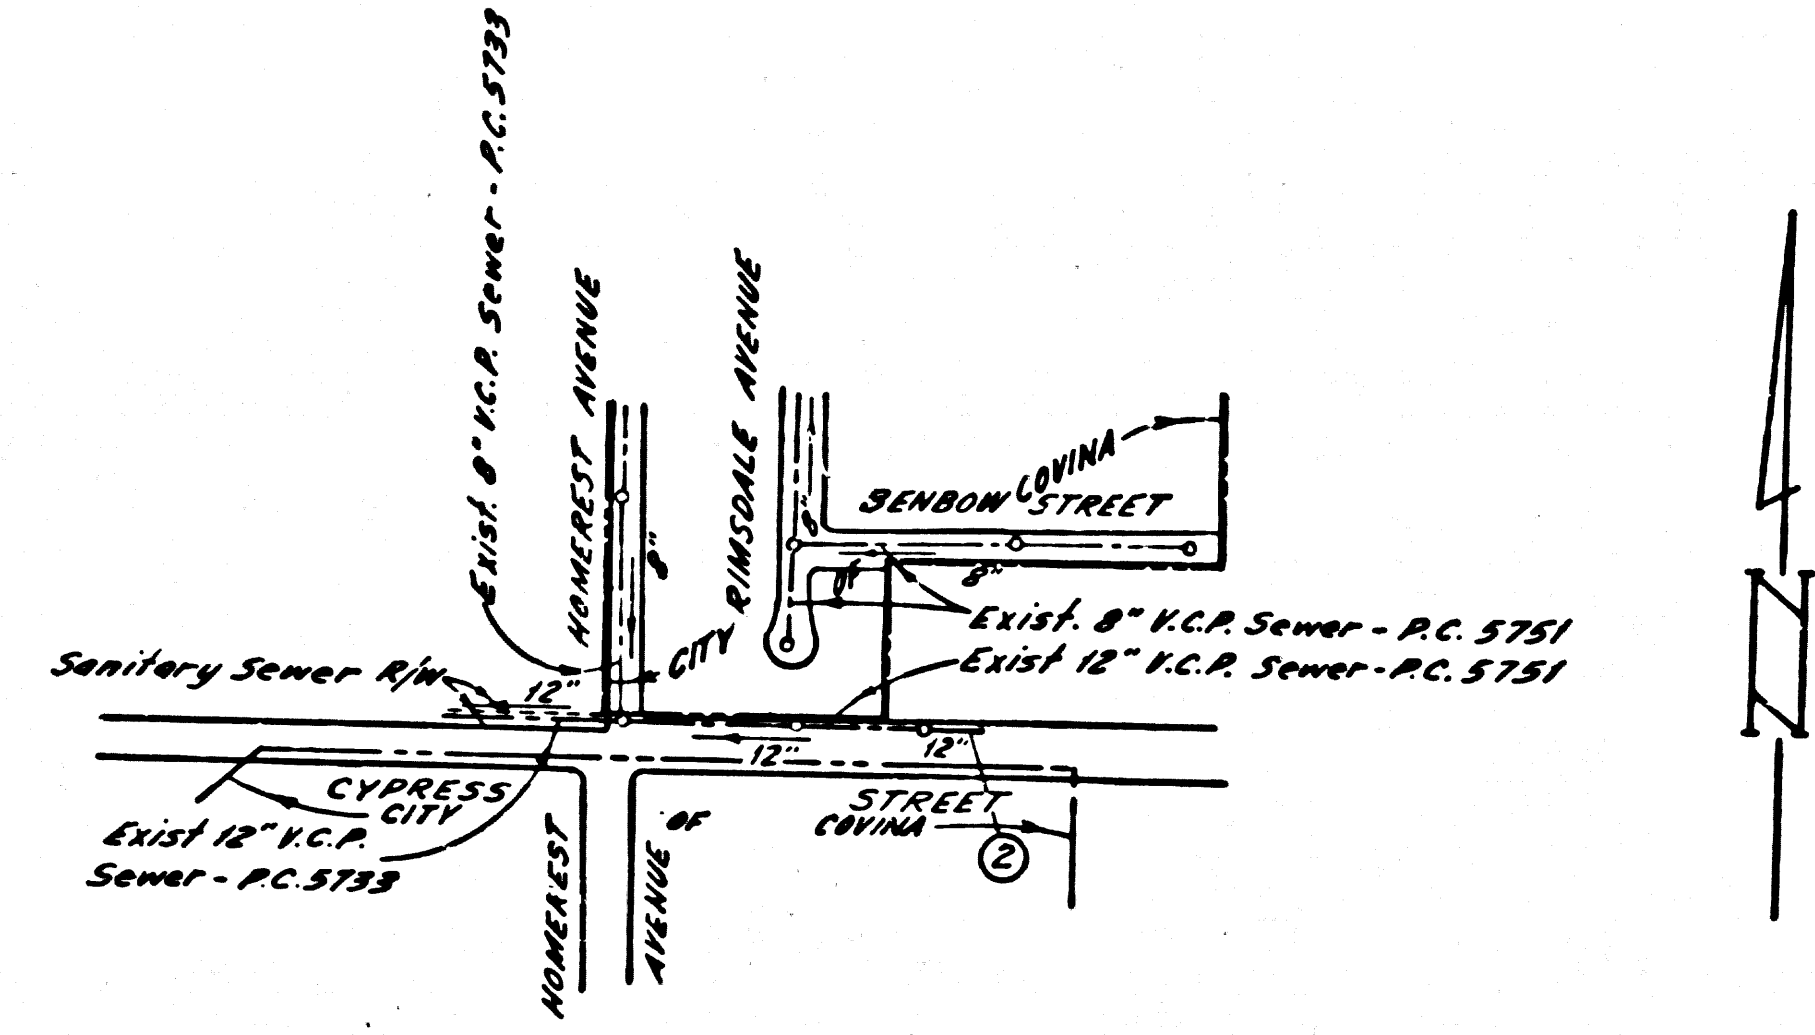 Exist. 8" V.C.P. Sewer - P.C. 5733
HOMEREST AVENUE
RIMSDALE AVENUE
COVINA
BENBOW STREET
8"
8"
8"
OF
CITY
Exist. 8" V.C.P. Sewer - P.C. 5751
Exist 12" V.C.P. Sewer - P.C. 5751
Sanitary Sewer R/W
12"
12"
12"
CYPRESS
STREET
CITY
OF
COVINA
Exist 12" V.C.P.
Sewer - P.C. 5733
2
HOMEREST
AVENUE
N